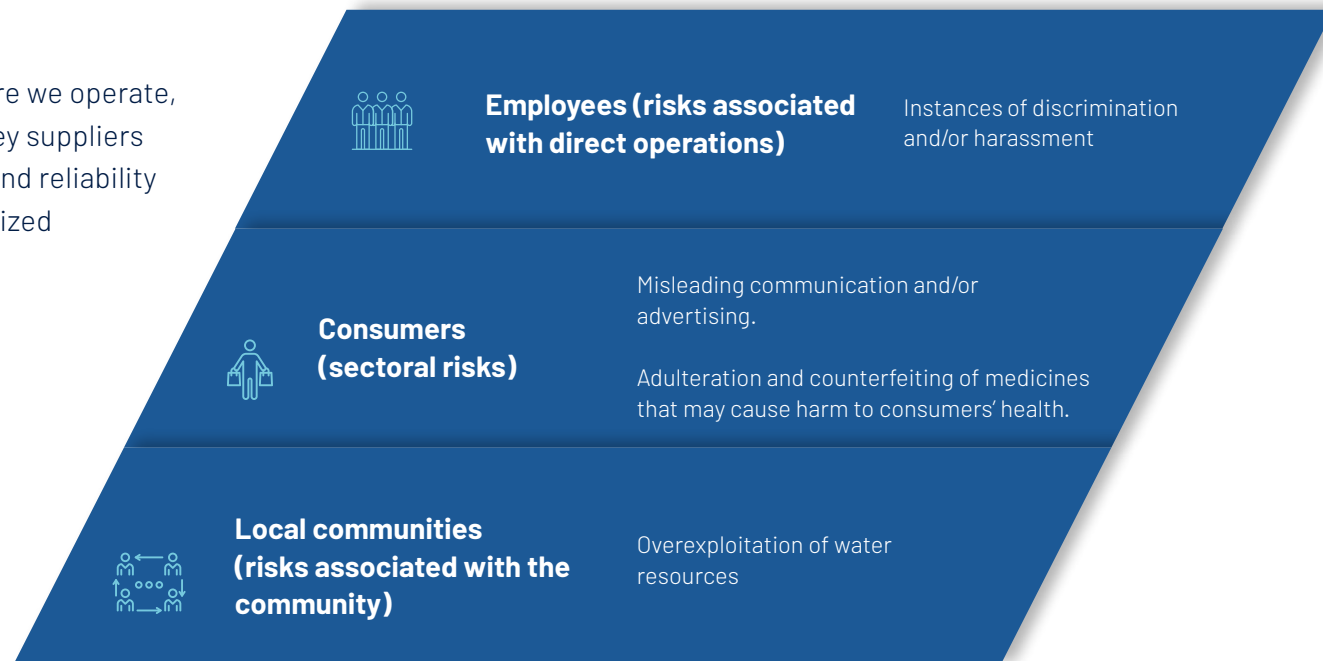 re we operate,
ey suppliers
nd reliability
ized
Employees (risks associated
with direct operations)
Instances of discrimination
and/or harassment
Consumers
(sectoral risks)
Misleading communication and/or
advertising.
Adulteration and counterfeiting of medicines
that may cause harm to consumers’ health.
Local communities
(risks associated with the
community)
Overexploitation of water
resources